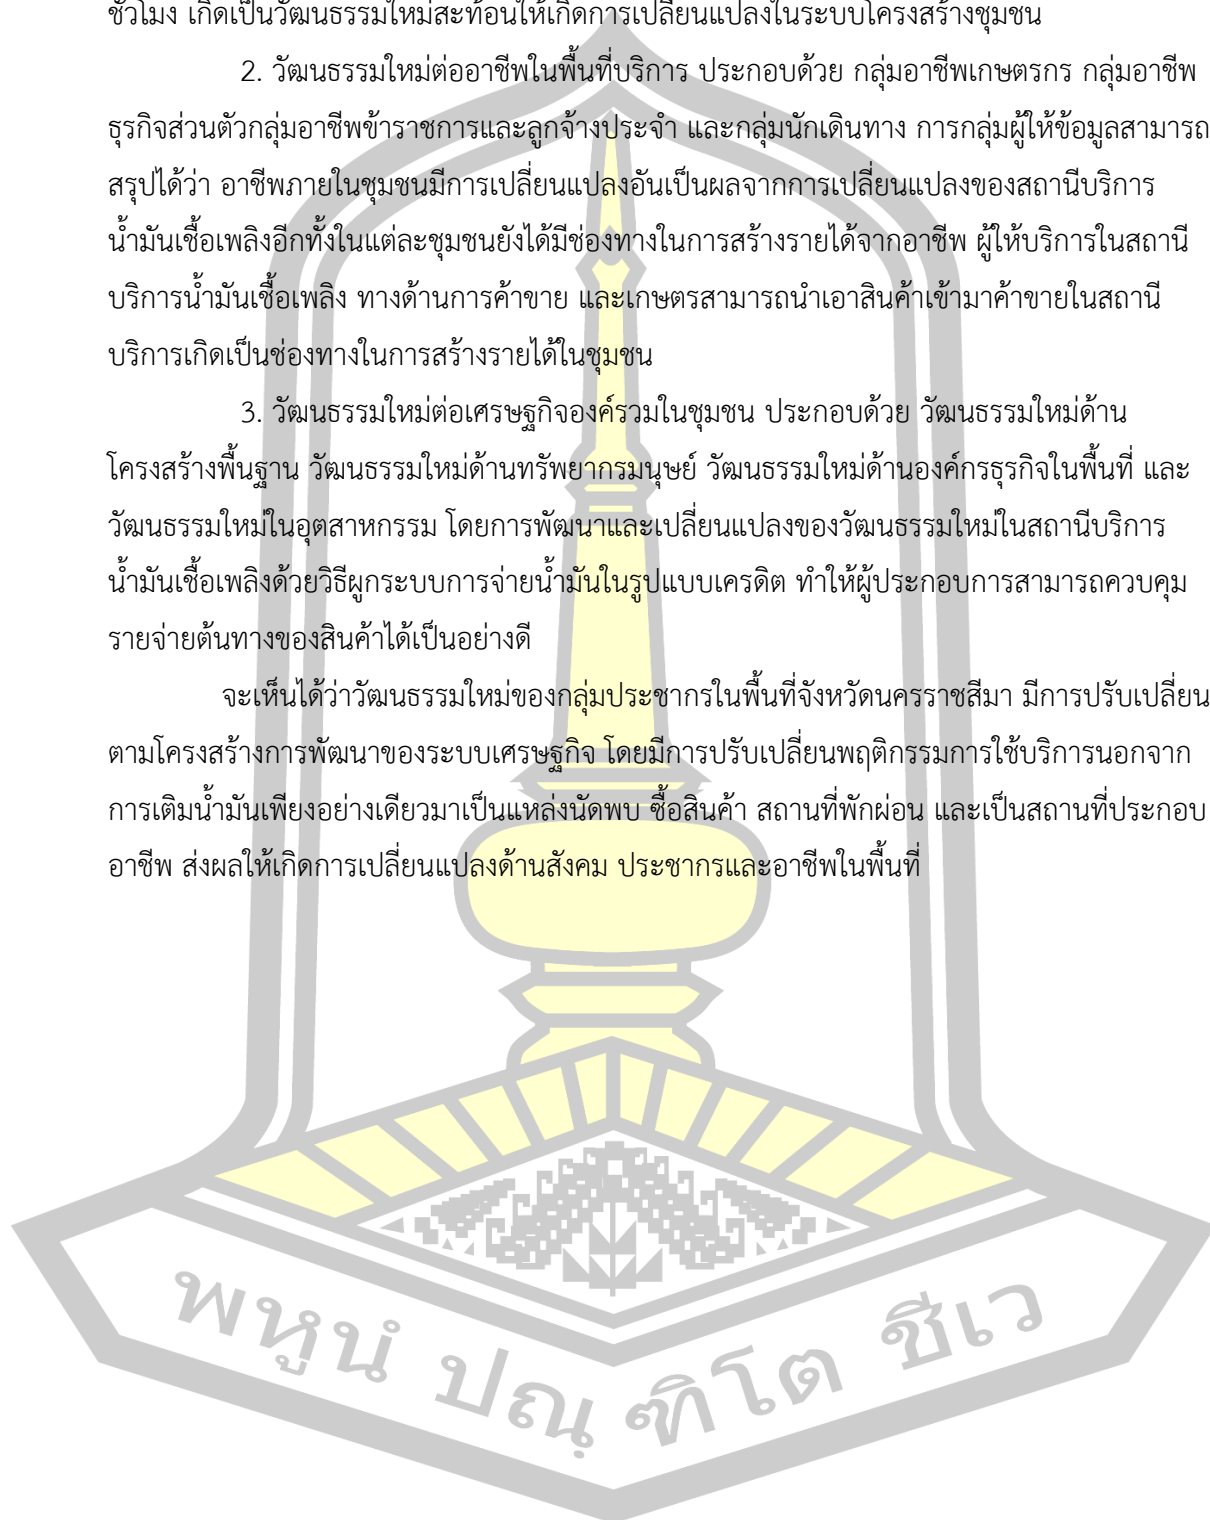 ชั่วโมง เกิดเป็นวัฒนธรรมใหม่สะท้อนให้เกิดการเปลี่ยนแปลงในระบบโครงสร้างชุมชน
2. วัฒนธรรมใหม่ต่ออาชีพในพื้นที่บริการ ประกอบด้วย กลุ่มอาชีพเกษตรกร กลุ่มอาชีพ
ธุรกิจส่วนตัวกลุ่มอาชีพข้าราชการและลูกจ้างประจำ และกลุ่มนักเดินทาง การกลุ่มผู้ให้ข้อมูลสามารถ
สรุปได้ว่า อาชีพภายในชุมชนมีการเปลี่ยนแปลงอันเป็นผลจากการเปลี่ยนแปลงของสถานีบริการ
น้ำมันเชื้อเพลิงอีกทั้งในแต่ละชุมชนยังได้มีช่องทางในการสร้างรายได้จากอาชีพ ผู้ให้บริการในสถานี
บริการน้ำมันเชื้อเพลิง ทางด้านการค้าขาย และเกษตรสามารถนำเอาสินค้าเข้ามาค้าขายในสถานี
บริการเกิดเป็นช่องทางในการสร้างรายได้ในชุมชน
3. วัฒนธรรมใหม่ต่อเศรษฐกิจองค์รวมในชุมชน ประกอบด้วย วัฒนธรรมใหม่ด้าน
โครงสร้างพื้นฐาน วัฒนธรรมใหม่ด้านทรัพยากรมนุษย์ วัฒนธรรมใหม่ด้านองค์กรธุรกิจในพื้นที่ และ
วัฒนธรรมใหม่ในอุตสาหกรรม โดยการพัฒนาและเปลี่ยนแปลงของวัฒนธรรมใหม่ในสถานีบริการ
น้ำมันเชื้อเพลิงด้วยวิธีผูกระบบการจ่ายน้ำมันในรูปแบบเครดิต ทำให้ผู้ประกอบการสามารถควบคุม
รายจ่ายต้นทางของสินค้าได้เป็นอย่างดี
จะเห็นได้ว่าวัฒนธรรมใหม่ของกลุ่มประชากรในพื้นที่จังหวัดนครราชสีมา มีการปรับเปลี่ยน
ตามโครงสร้างการพัฒนาของระบบเศรษฐกิจ โดยมีการปรับเปลี่ยนพฤติกรรมการใช้บริการนอกจาก
การเติมน้ำมันเพียงอย่างเดียวมาเป็นแหล่งนัดพบ ซื้อสินค้า สถานที่พักผ่อน และเป็นสถานที่ประกอบ
อาชีพ ส่งผลให้เกิดการเปลี่ยนแปลงด้านสังคม ประชากรและอาชีพในพื้นที่
พหูนํ ปณฺ ฑิโต ชีเว